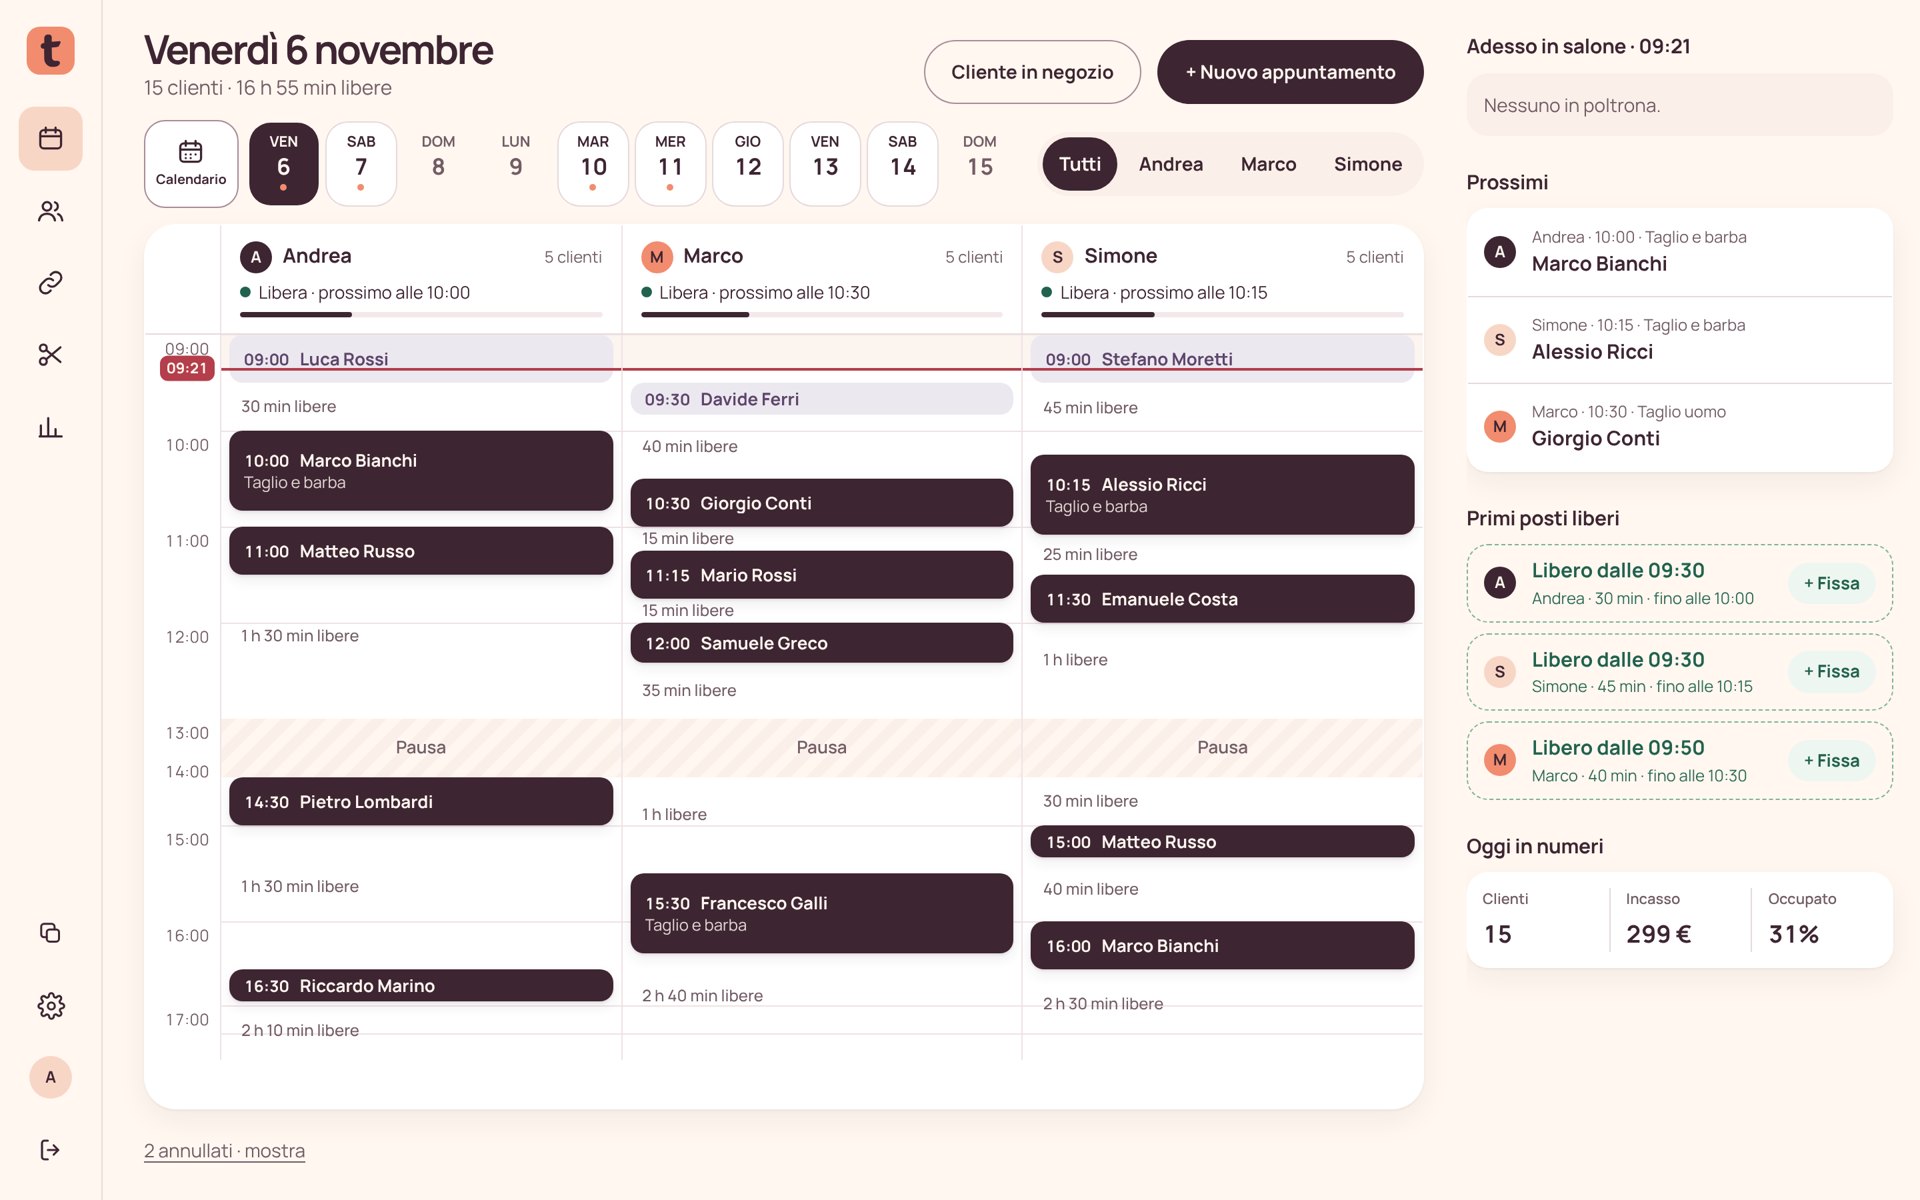 t
Venerdì 6 novembre
15 clienti · 16 h 55 min libere
Cliente in negozio
+ Nuovo appuntamento
Calendario
VEN 6
SAB 7
DOM 8
LUN 9
MAR 10
MER 11
GIO 12
VEN 13
SAB 14
DOM 15
Tutti
Andrea
Marco
Simone
A Andrea 5 clienti
Libera · prossimo alle 10:00
M Marco 5 clienti
Libera · prossimo alle 10:30
S Simone 5 clienti
Libera · prossimo alle 10:15
09:00
09:21
10:00
11:00
12:00
13:00
14:00
15:00
16:00
17:00
09:00 Luca Rossi
30 min libere
10:00 Marco Bianchi
Taglio e barba
11:00 Matteo Russo
1 h 30 min libere
Pausa
14:30 Pietro Lombardi
1 h 30 min libere
16:30 Riccardo Marino
2 h 10 min libere
09:30 Davide Ferri
40 min libere
10:30 Giorgio Conti
15 min libere
11:15 Mario Rossi
15 min libere
12:00 Samuele Greco
35 min libere
Pausa
1 h libere
15:30 Francesco Galli
Taglio e barba
2 h 40 min libere
09:00 Stefano Moretti
45 min libere
10:15 Alessio Ricci
Taglio e barba
25 min libere
11:30 Emanuele Costa
1 h libere
Pausa
30 min libere
15:00 Matteo Russo
40 min libere
16:00 Marco Bianchi
2 h 30 min libere
2 annullati · mostra
A
Adesso in salone · 09:21
Nessuno in poltrona.
Prossimi
A
Andrea · 10:00 · Taglio e barba
Marco Bianchi
S
Simone · 10:15 · Taglio e barba
Alessio Ricci
M
Marco · 10:30 · Taglio uomo
Giorgio Conti
Primi posti liberi
A
Libero dalle 09:30
Andrea · 30 min · fino alle 10:00
+ Fissa
S
Libero dalle 09:30
Simone · 45 min · fino alle 10:15
+ Fissa
M
Libero dalle 09:50
Marco · 40 min · fino alle 10:30
+ Fissa
Oggi in numeri
Clienti
15
Incasso
299 €
Occupato
31%